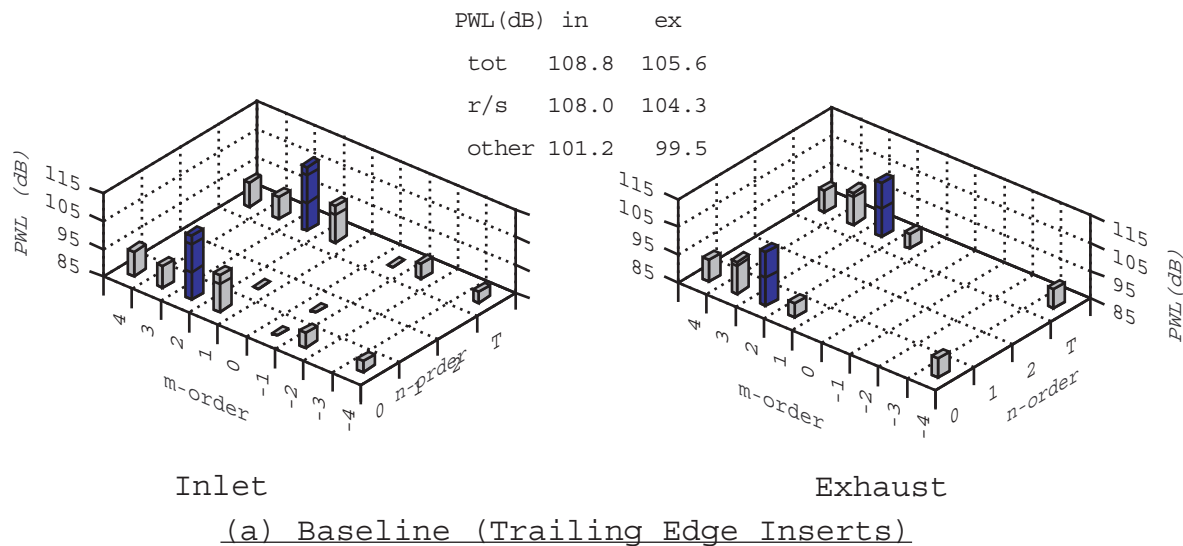 PWL(dB) in ex
tot 108.8 105.6
r/s 108.0 104.3
other 101.2 99.5
PWL (dB)
115
105
95
85
4
3
2
1
0
-1
-2
-3
-4
m-order
0
1
2
T
n-order
Inlet
115
105
95
85
4
3
2
1
0
-1
-2
-3
-4
m-order
0
1
2
T
n-order
115
105
95
85
PWL(dB)
Exhaust
(a) Baseline (Trailing Edge Inserts)